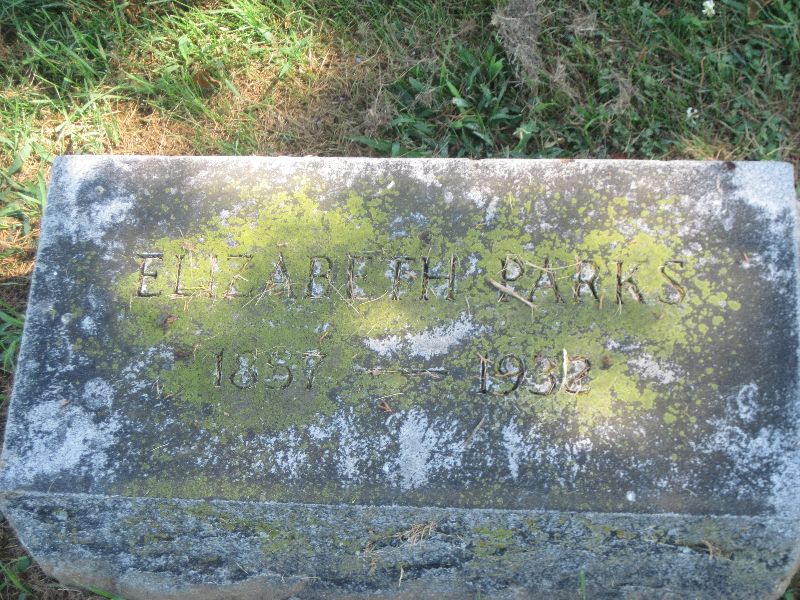 ELIZABETH PARKS
1857 — 1932